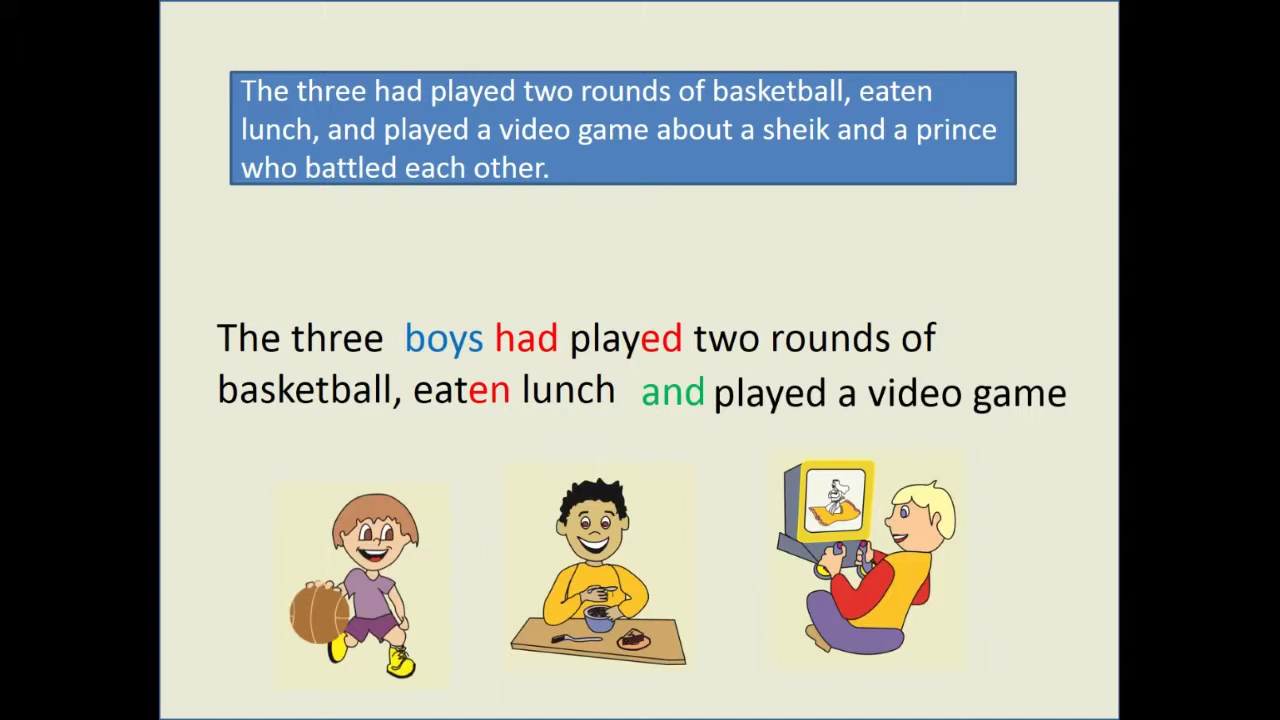 The three had played two rounds of basketball, eaten
lunch, and played a video game about a sheik and a prince
who battled each other.
The three boys had played two rounds of
basketball, eaten lunch and played a video game